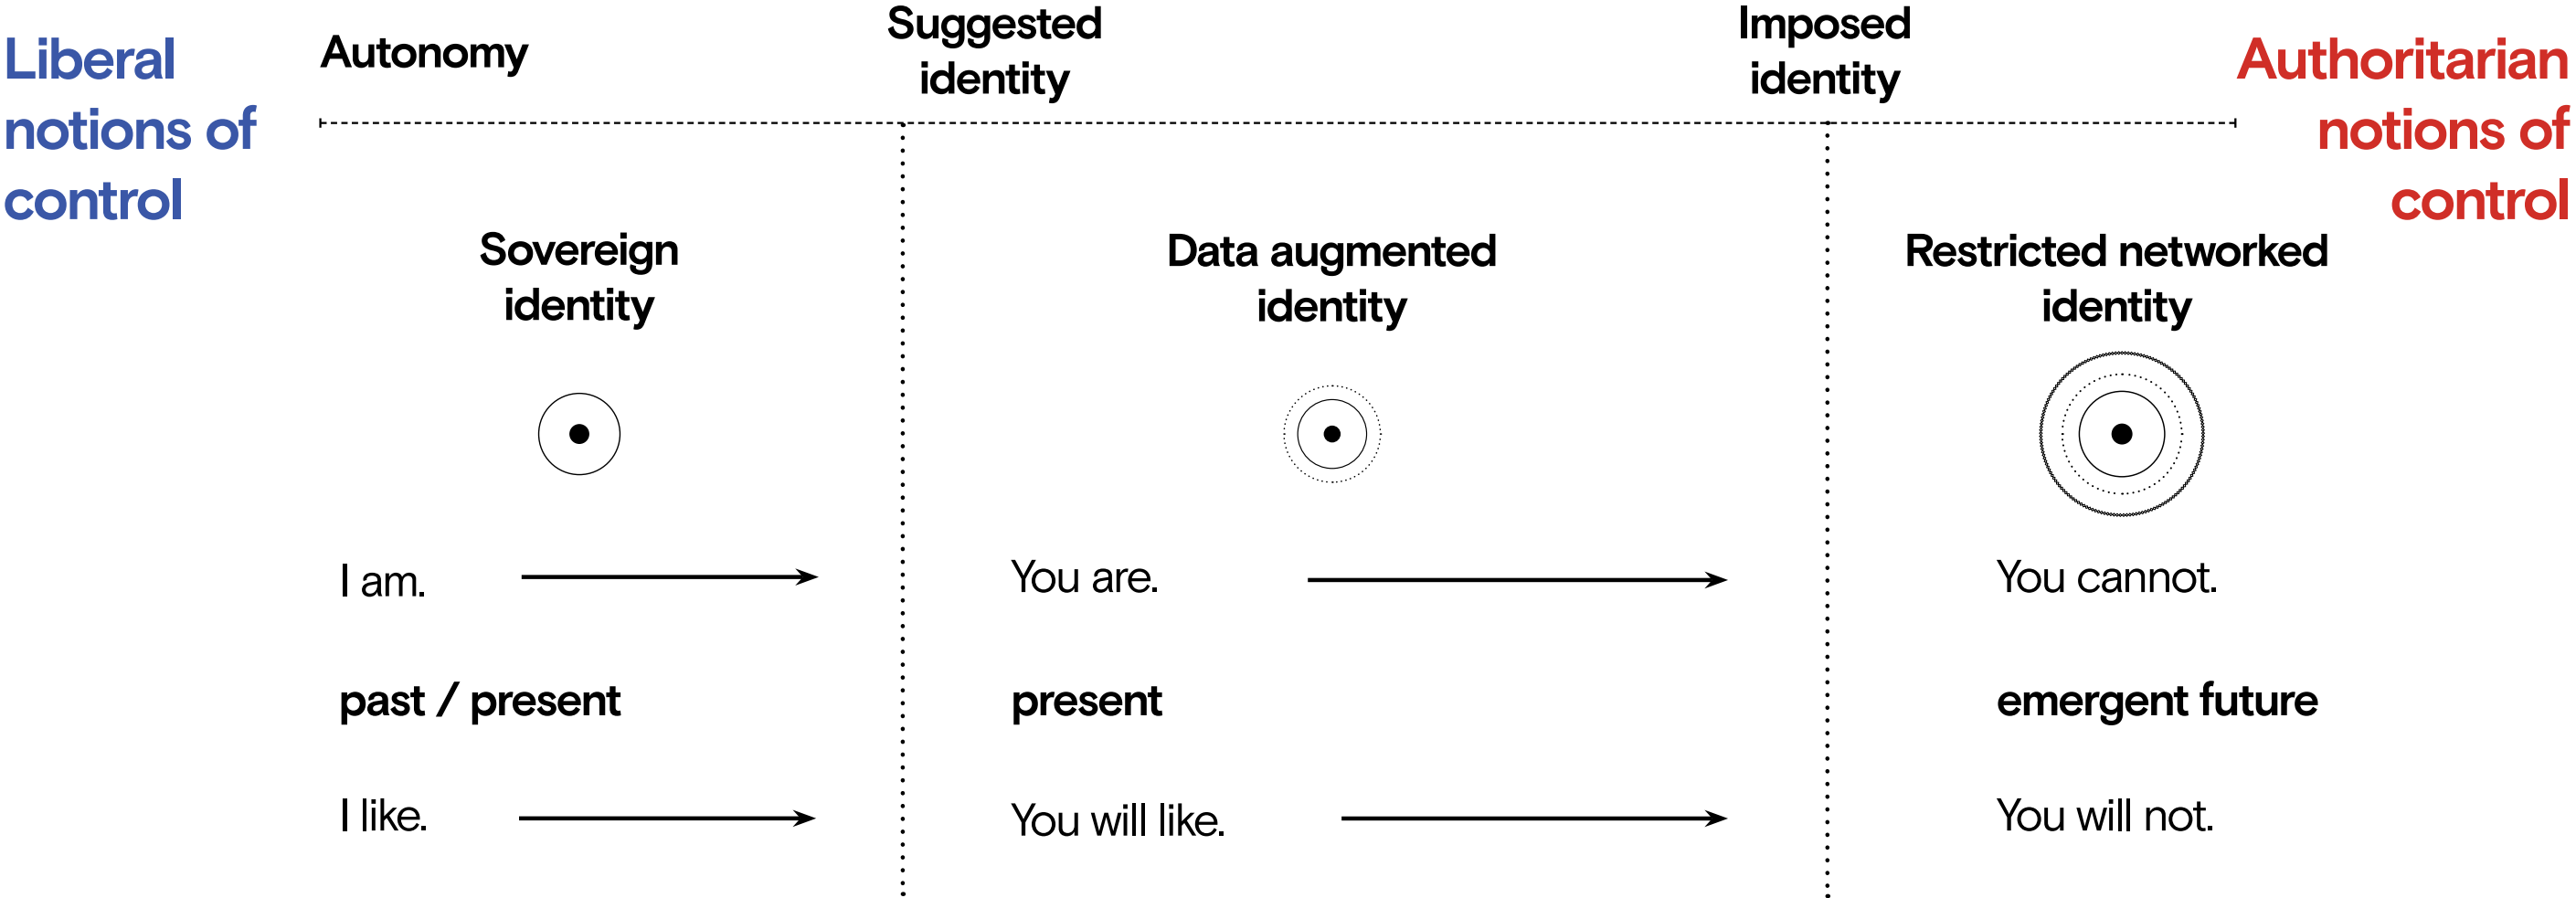 Liberal
notions of
control
Autonomy
Suggested
identity
Imposed
identity
Authoritarian
notions of
control
Sovereign
identity
Data augmented
identity
Restricted networked
identity
I am.
You are.
You cannot.
past / present
present
emergent future
I like.
You will like.
You will not.